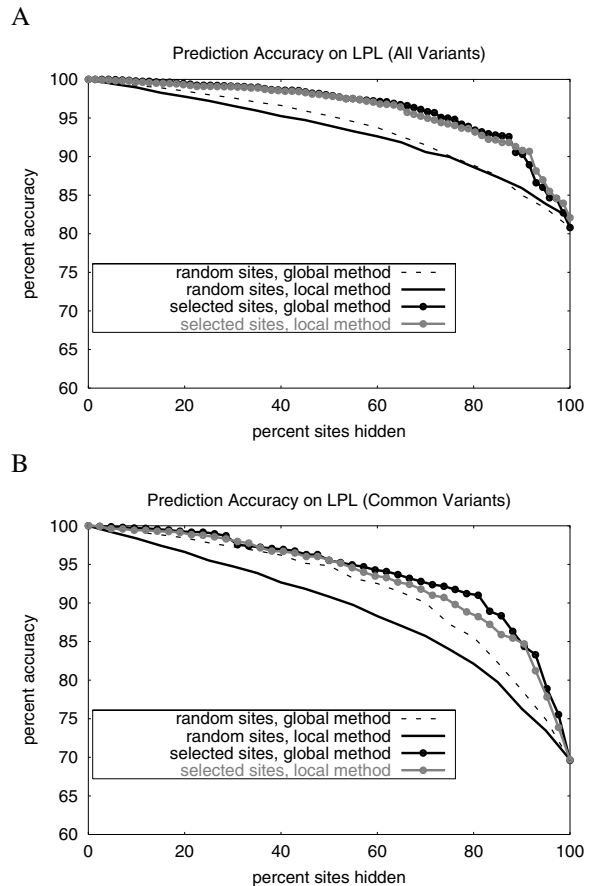 A
Prediction Accuracy on LPL (All Variants)
100
95
90
85
80
75
70
65
60
percent accuracy
random sites, global method
random sites, local method
selected sites, global method
selected sites, local method
0 20 40 60 80 100
percent sites hidden
B
Prediction Accuracy on LPL (Common Variants)
100
95
90
85
80
75
70
65
60
percent accuracy
random sites, global method
random sites, local method
selected sites, global method
selected sites, local method
0 20 40 60 80 100
percent sites hidden